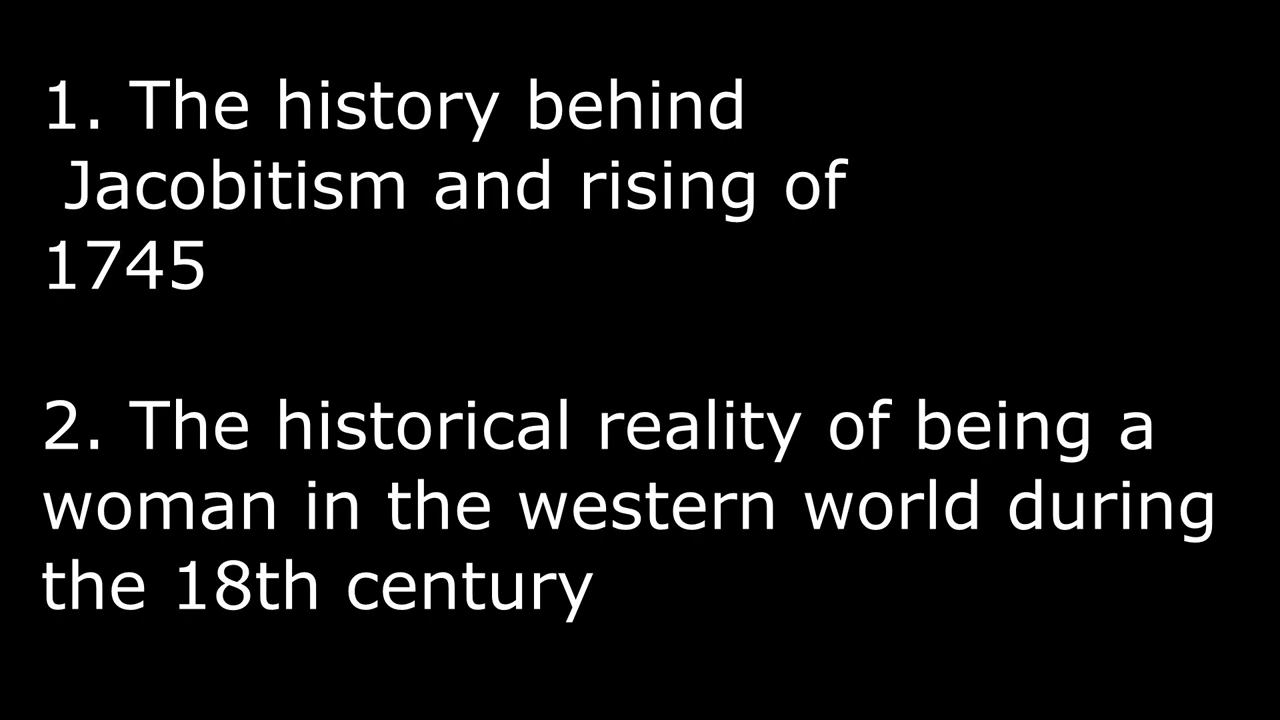 1. The history behind
Jacobitism and rising of
1745
2. The historical reality of being a
woman in the western world during
the 18th century